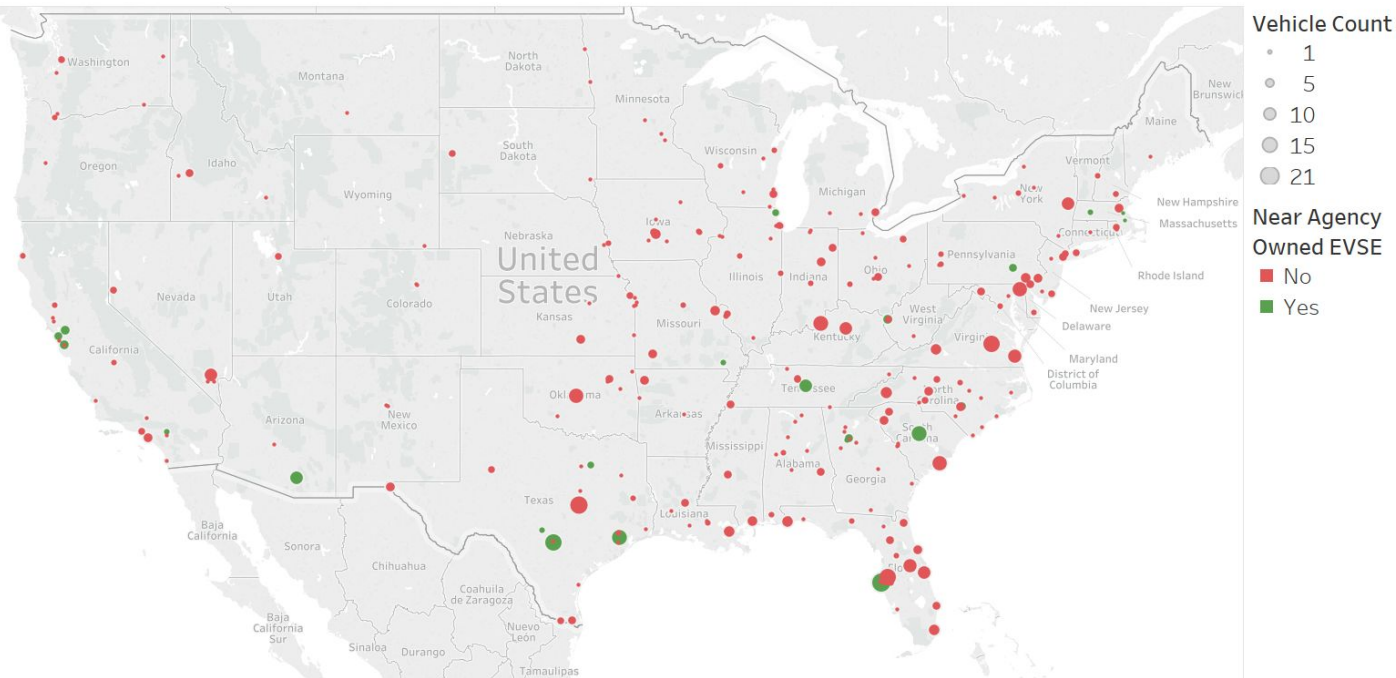 Vehicle Count
1
5
10
15
21
Near Agency
Owned EVSE
No
Yes
Washington
Montana
North
Dakota
Minnesota
Oregon
Idaho
Wyoming
South
Dakota
Wisconsin
Michigan
Maine
New
Brunswick
Vermont
New
York
New Hampshire
Massachusetts
Connecticut
Rhode Island
Nevada
Utah
Colorado
Nebraska
Iowa
United
States
Kansas
Missouri
Illinois
Indiana
Ohio
Pennsylvania
New Jersey
Delaware
Maryland
District of
Columbia
West
Virginia
Virginia
Kentucky
California
Arizona
New
Mexico
Oklahoma
Arkansas
Tennessee
North
Carolina
South
Carolina
Mississippi
Alabama
Georgia
Texas
Louisiana
Baja
California
Sonora
Chihuahua
Coahuila
de Zaragoza
Baja
California
Sur
Sinaloa
Durango
Nuevo
León
Tamaulipas